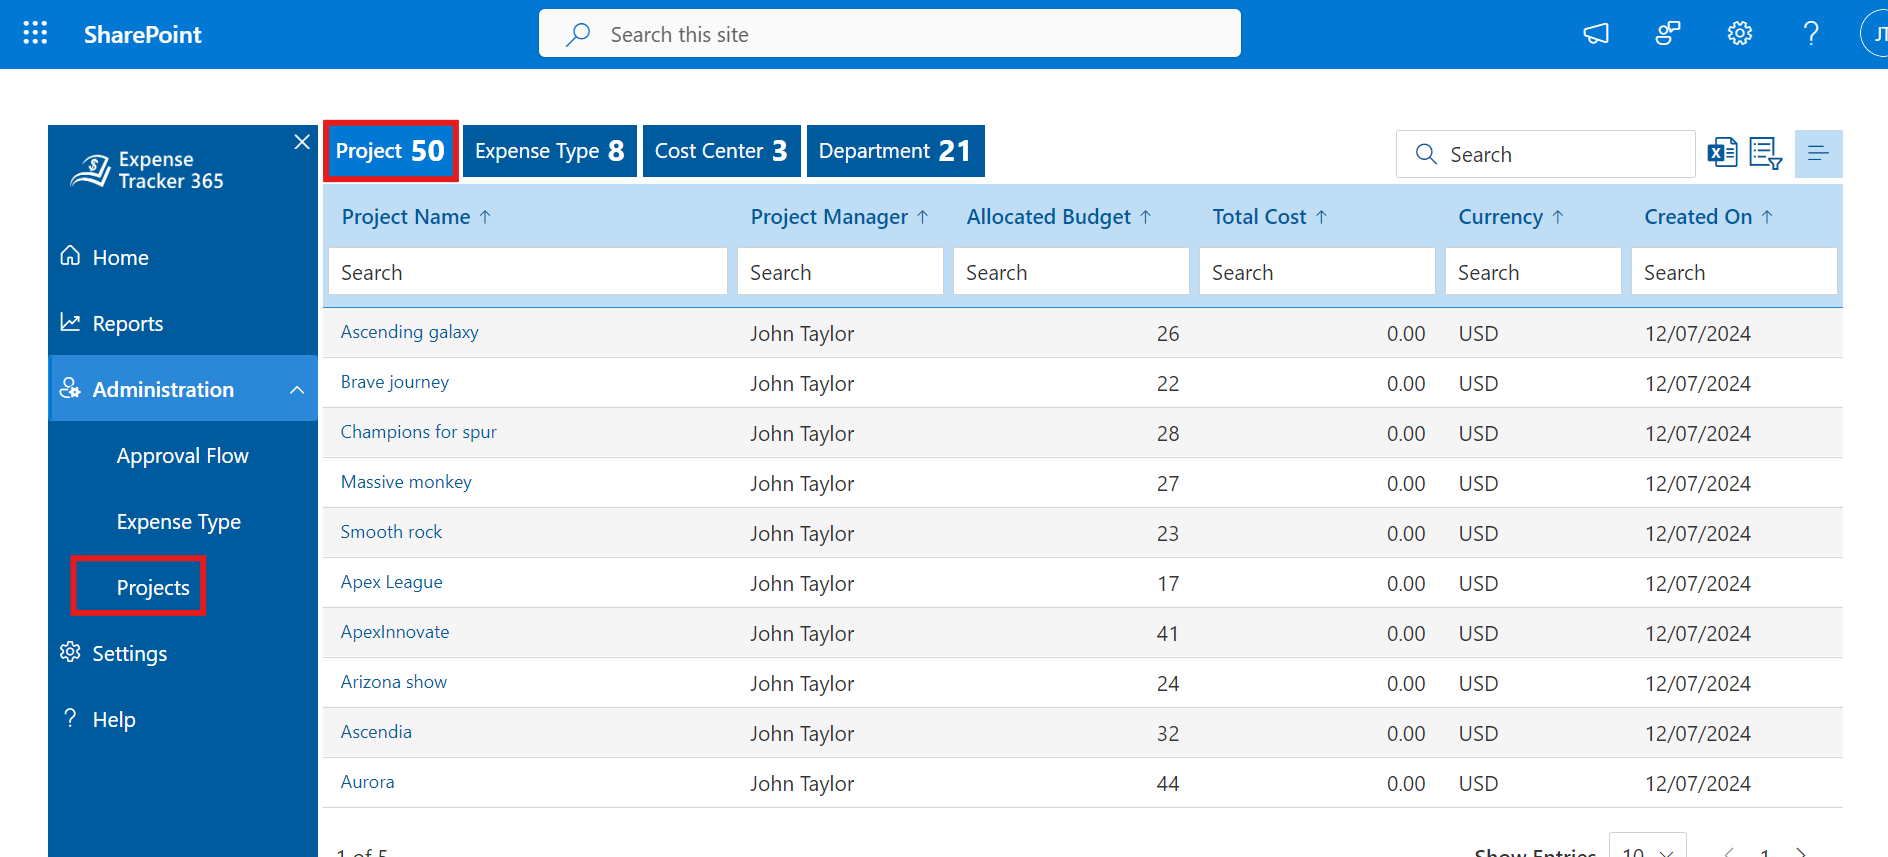 SharePoint
Search this site
JT
Expense
Tracker 365
Home
Reports
Administration
Approval Flow
Expense Type
Projects
Settings
? Help
Project 50 Expense Type 8 Cost Center 3 Department 21
Search
Project Name ↑ Project Manager ↑ Allocated Budget ↑ Total Cost ↑ Currency ↑ Created On ↑
Search Search Search Search Search Search
Ascending galaxy John Taylor 26 0.00 USD 12/07/2024
Brave journey John Taylor 22 0.00 USD 12/07/2024
Champions for spur John Taylor 28 0.00 USD 12/07/2024
Massive monkey John Taylor 27 0.00 USD 12/07/2024
Smooth rock John Taylor 23 0.00 USD 12/07/2024
Apex League John Taylor 17 0.00 USD 12/07/2024
ApexInnovate John Taylor 41 0.00 USD 12/07/2024
Arizona show John Taylor 24 0.00 USD 12/07/2024
Ascendia John Taylor 32 0.00 USD 12/07/2024
Aurora John Taylor 44 0.00 USD 12/07/2024
1 of 5 Show Entries 10 1